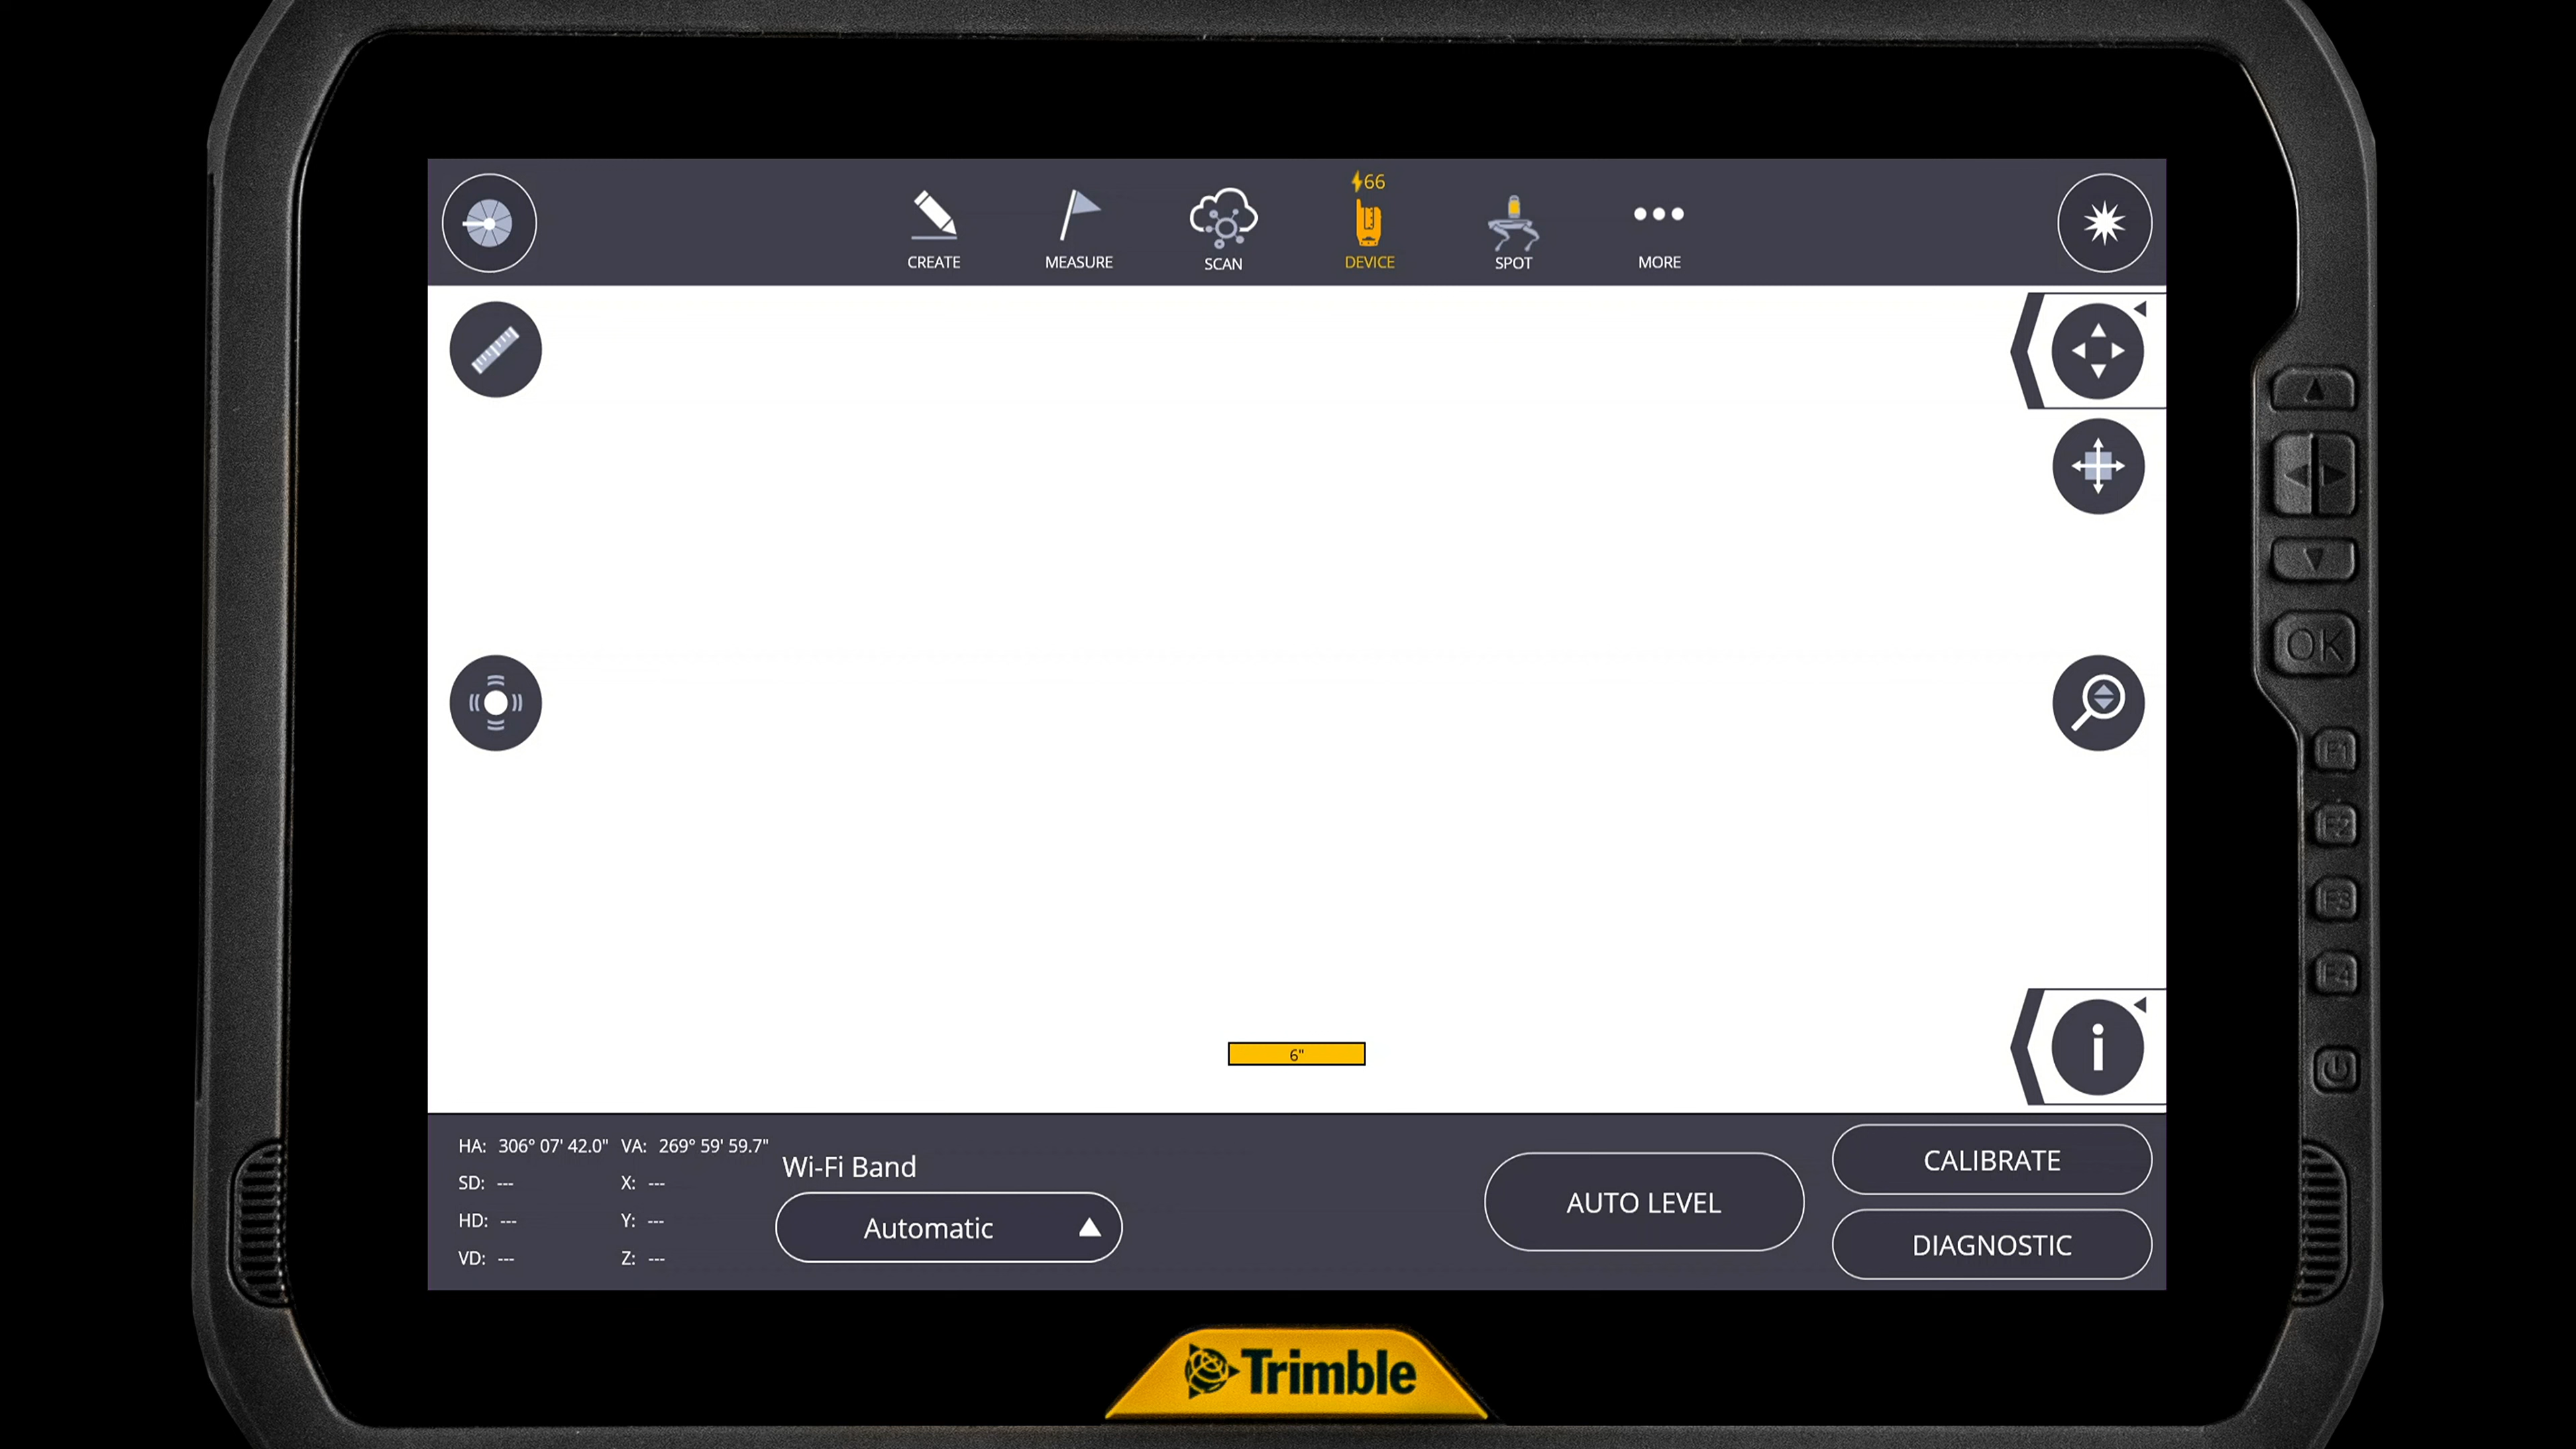 66
CREATE
MEASURE
SCAN
DEVICE
SPOT
MORE
OK
F1
F2
F3
F4
6"
HA: 306° 07' 42.0" VA: 269° 59' 59.7"
SD: ---
X: ---
HD: ---
Y: ---
VD: ---
Z: ---
Wi-Fi Band
Automatic
AUTO LEVEL
CALIBRATE
DIAGNOSTIC
Trimble